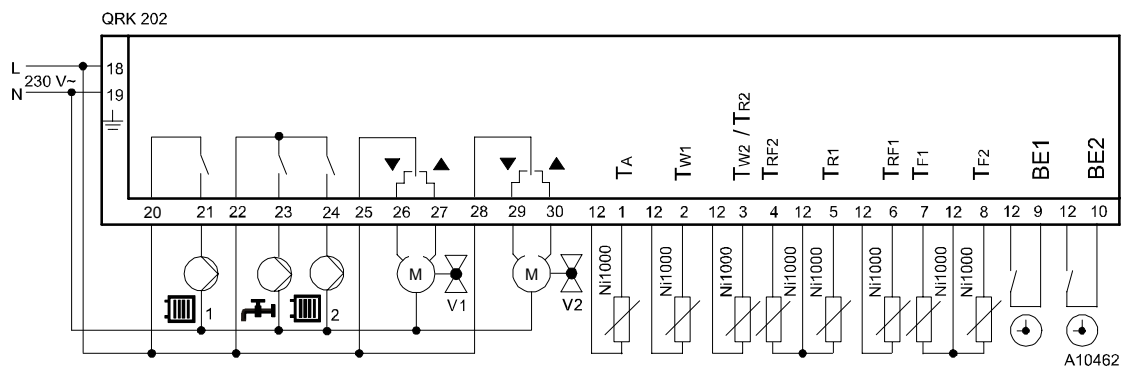 QRK 202
L
230 V~
N
18
19
TA
TW1
TW2 / TR2
TRF2
TR1
TRF1
TF1
TF2
BE1
BE2
20 21 22 23 24 25 26 27 28 29 30 12 1 12 2 12 3 4 12 5 12 6 7 12 8 12 9 12 10
M
V1
M
V2
Ni1000
Ni1000
Ni1000
Ni1000
Ni1000
Ni1000
Ni1000
Ni1000
1
2
A10462